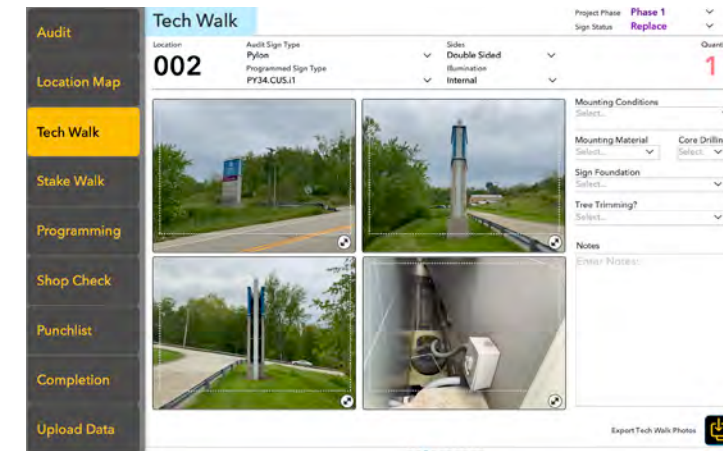 Audit
Location Map
Tech Walk
Stake Walk
Programming
Shop Check
Punchlist
Completion
Upload Data
Tech Walk
Project Phase Phase 1
Sign Status Replace
Location
002
Audit Sign Type
Pylon
Programmed Sign Type
PY34.CUS.i1
Sides
Double Sided
Illumination
Internal
Quant
1
Mounting Conditions
Select...
Mounting Material
Select...
Core Drilling
Select
Sign Foundation
Select...
Tree Trimming?
Select...
Notes
Enter Notes:
Export Tech Walk Photos